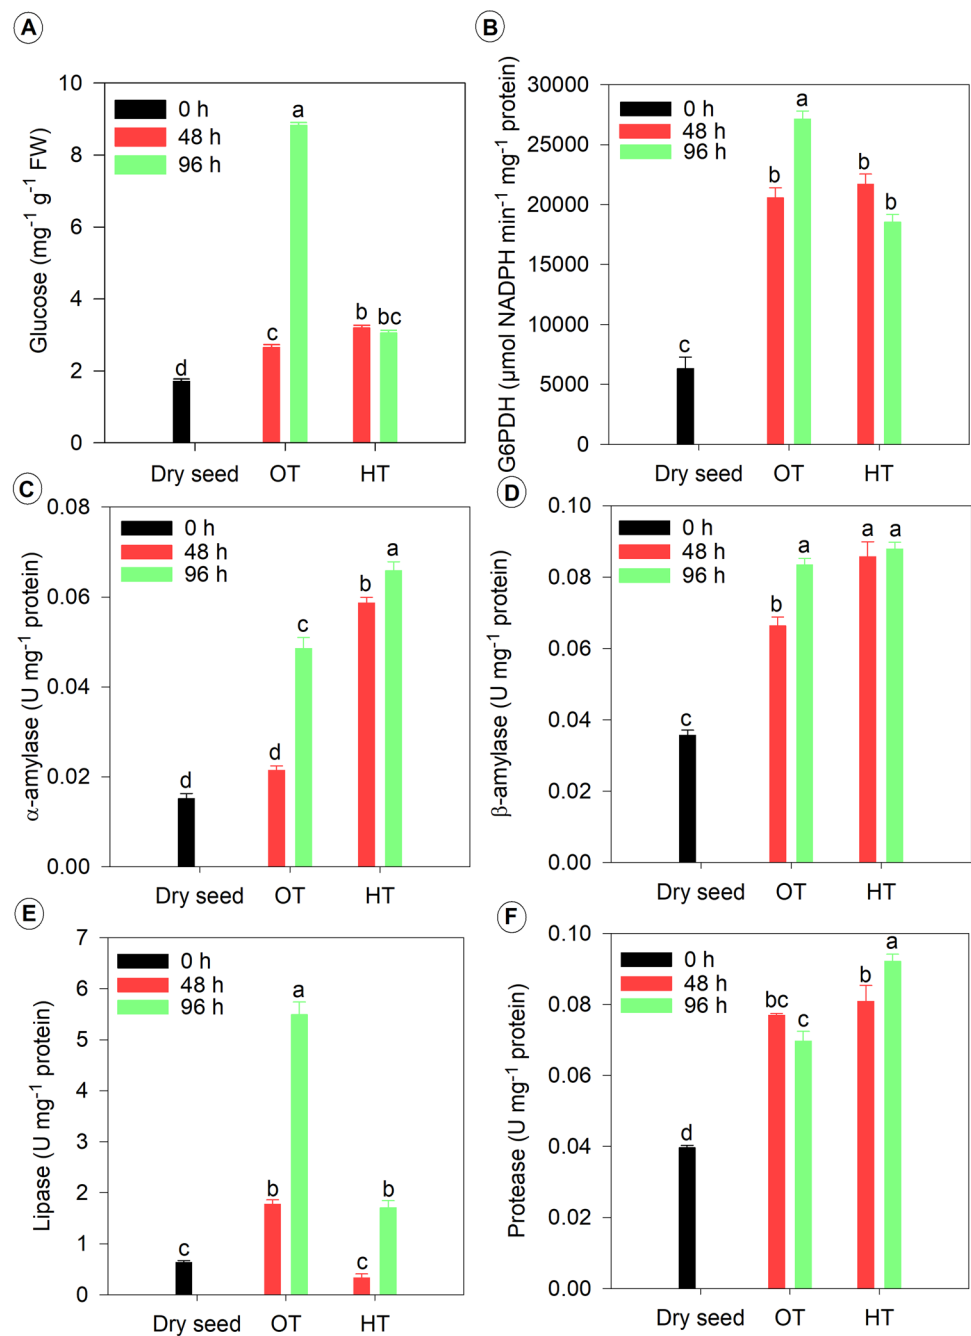 A
Glucose (mg⁻¹ g⁻¹ FW)
10
8
6
4
2
0
0 h
48 h
96 h
d
c
a
b
bc
Dry seed
OT
HT
B
G6PDH (µmol NADPH min⁻¹ mg⁻¹ protein)
30000
25000
20000
15000
10000
5000
0
0 h
48 h
96 h
c
b
a
b
b
Dry seed
OT
HT
C
α-amylase (U mg⁻¹ protein)
0.08
0.06
0.04
0.02
0.00
0 h
48 h
96 h
d
d
c
b
a
Dry seed
OT
HT
D
β-amylase (U mg⁻¹ protein)
0.10
0.08
0.06
0.04
0.02
0.00
0 h
48 h
96 h
c
b
a
a
a
Dry seed
OT
HT
E
Lipase (U mg⁻¹ protein)
7
6
5
4
3
2
1
0
0 h
48 h
96 h
c
b
a
c
b
Dry seed
OT
HT
F
Protease (U mg⁻¹ protein)
0.10
0.08
0.06
0.04
0.02
0.00
0 h
48 h
96 h
d
bc
c
b
a
Dry seed
OT
HT